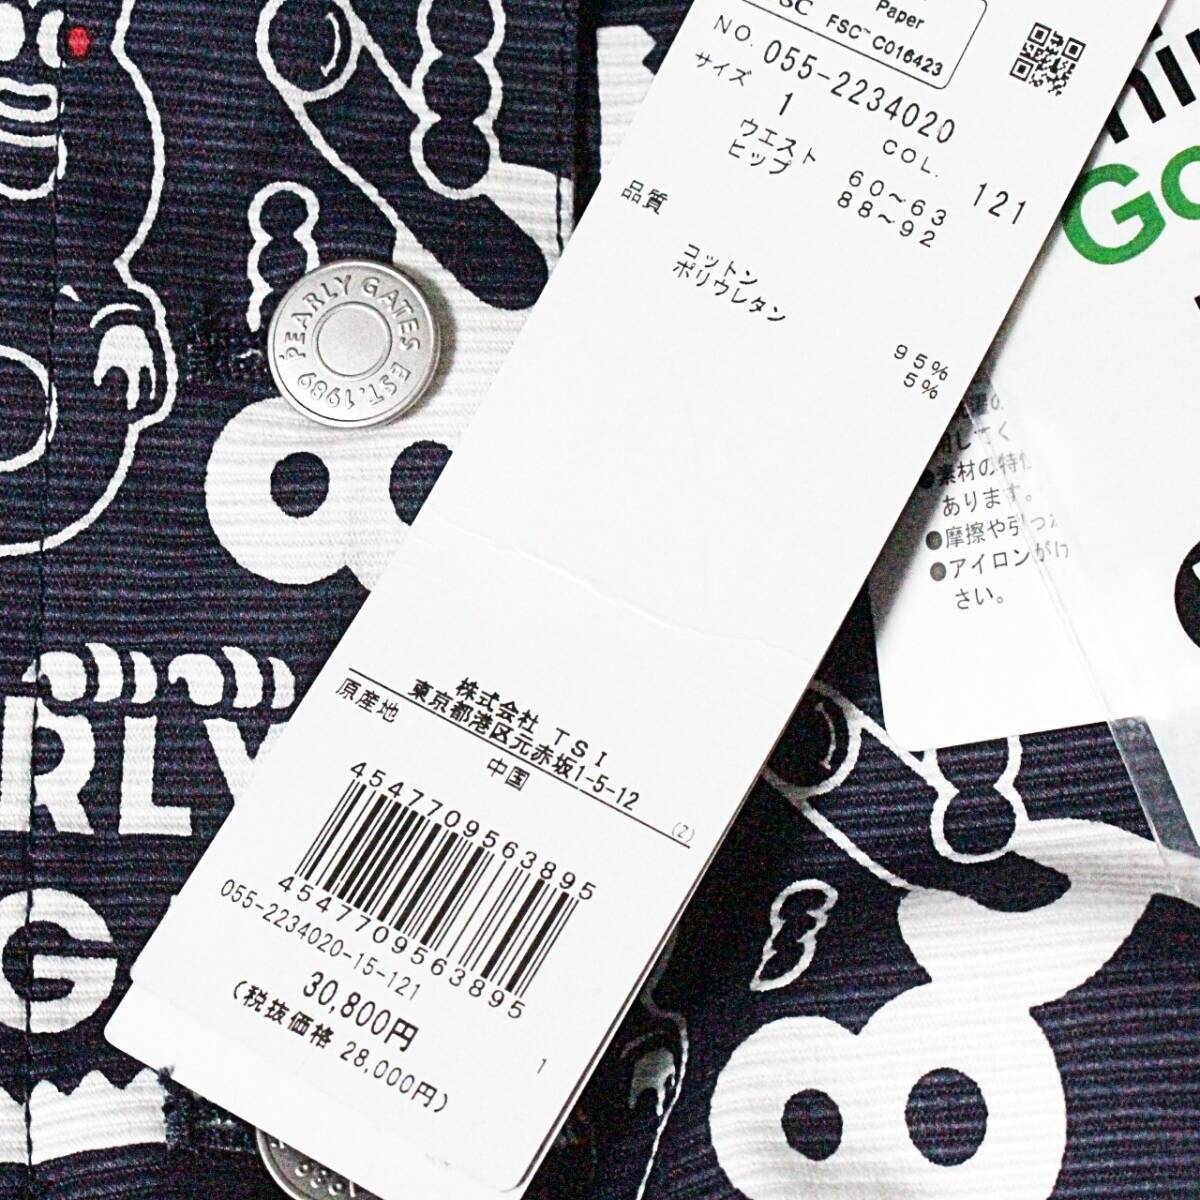 Paper
FSC™ C016423
NO. 055-2234020
サイズ 1 COL. 121
ウエスト 60~63
ヒップ 88~92
品質
コットン 95%
ポリウレタン 5%
株式会社 TSI
東京都港区元赤坂1-5-12
原産地 中国 (Z)
4547709563895
4547709563895
055-2234020-15-121
30,800円
(税抜価格 28,000円)
1
PEARLY GATES EST.1989
RLY
G
素材の特
あります。
●摩擦や引っ
●アイロンがけ
さい。